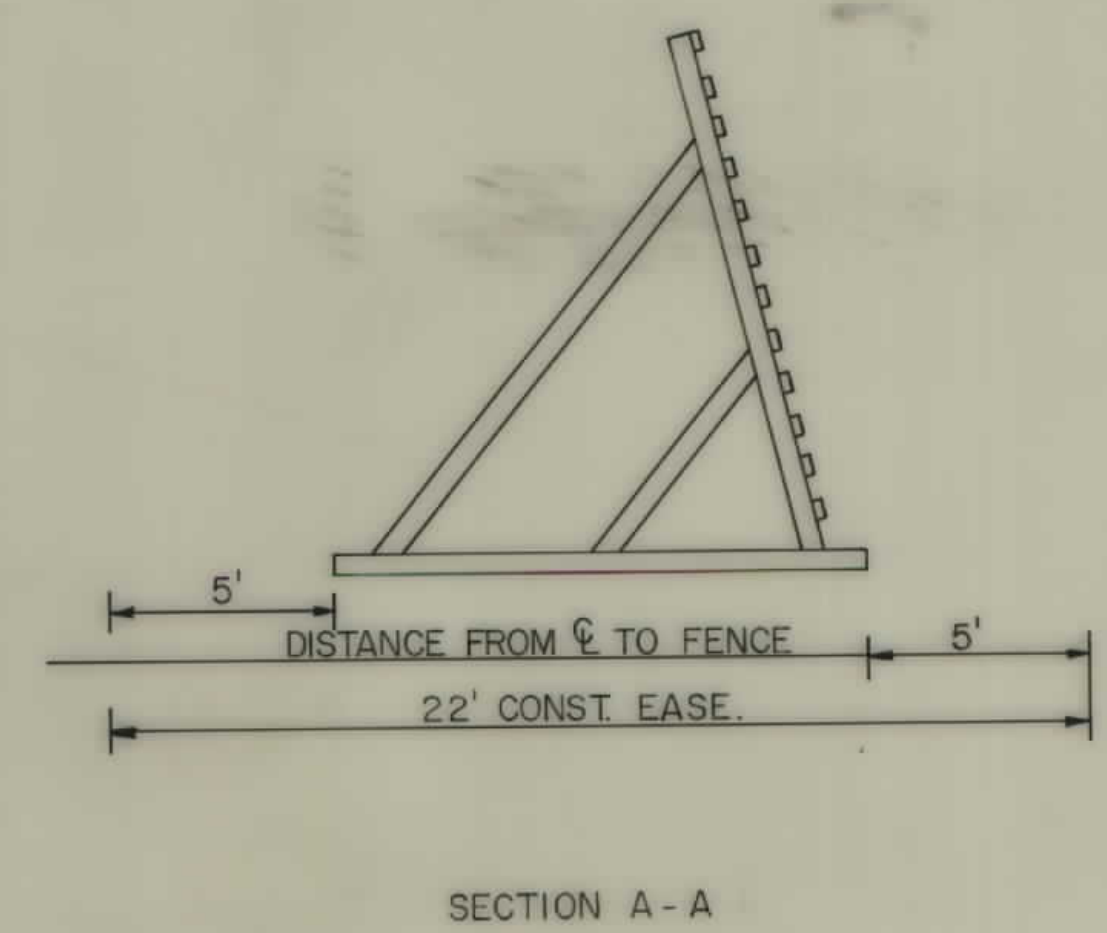 5'
DISTANCE FROM ℄ TO FENCE
5'
22' CONST. EASE.
SECTION A-A